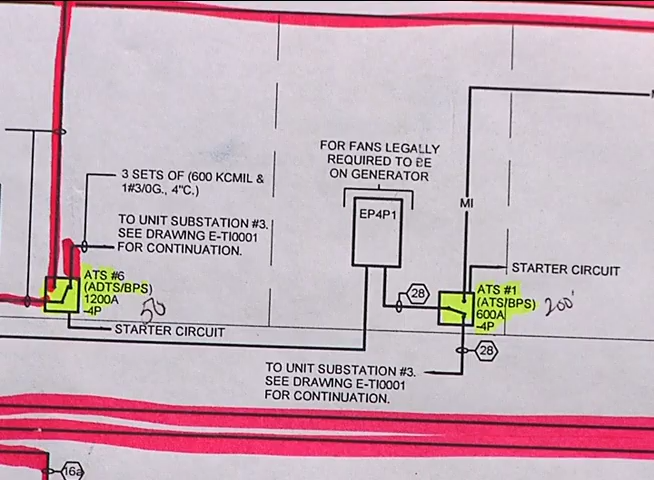 3 SETS OF (600 KCMIL &
1#3/0G., 4"C.)
TO UNIT SUBSTATION #3.
SEE DRAWING E-TI0001
FOR CONTINUATION.
ATS #6
(ADTS/BPS)
1200A
-4P
50
STARTER CIRCUIT
FOR FANS LEGALLY
REQUIRED TO BE
ON GENERATOR
EP4P1
MI
28
STARTER CIRCUIT
ATS #1
(ATS/BPS)
600A
-4P
200'
28
TO UNIT SUBSTATION #3.
SEE DRAWING E-TI0001
FOR CONTINUATION.
16a